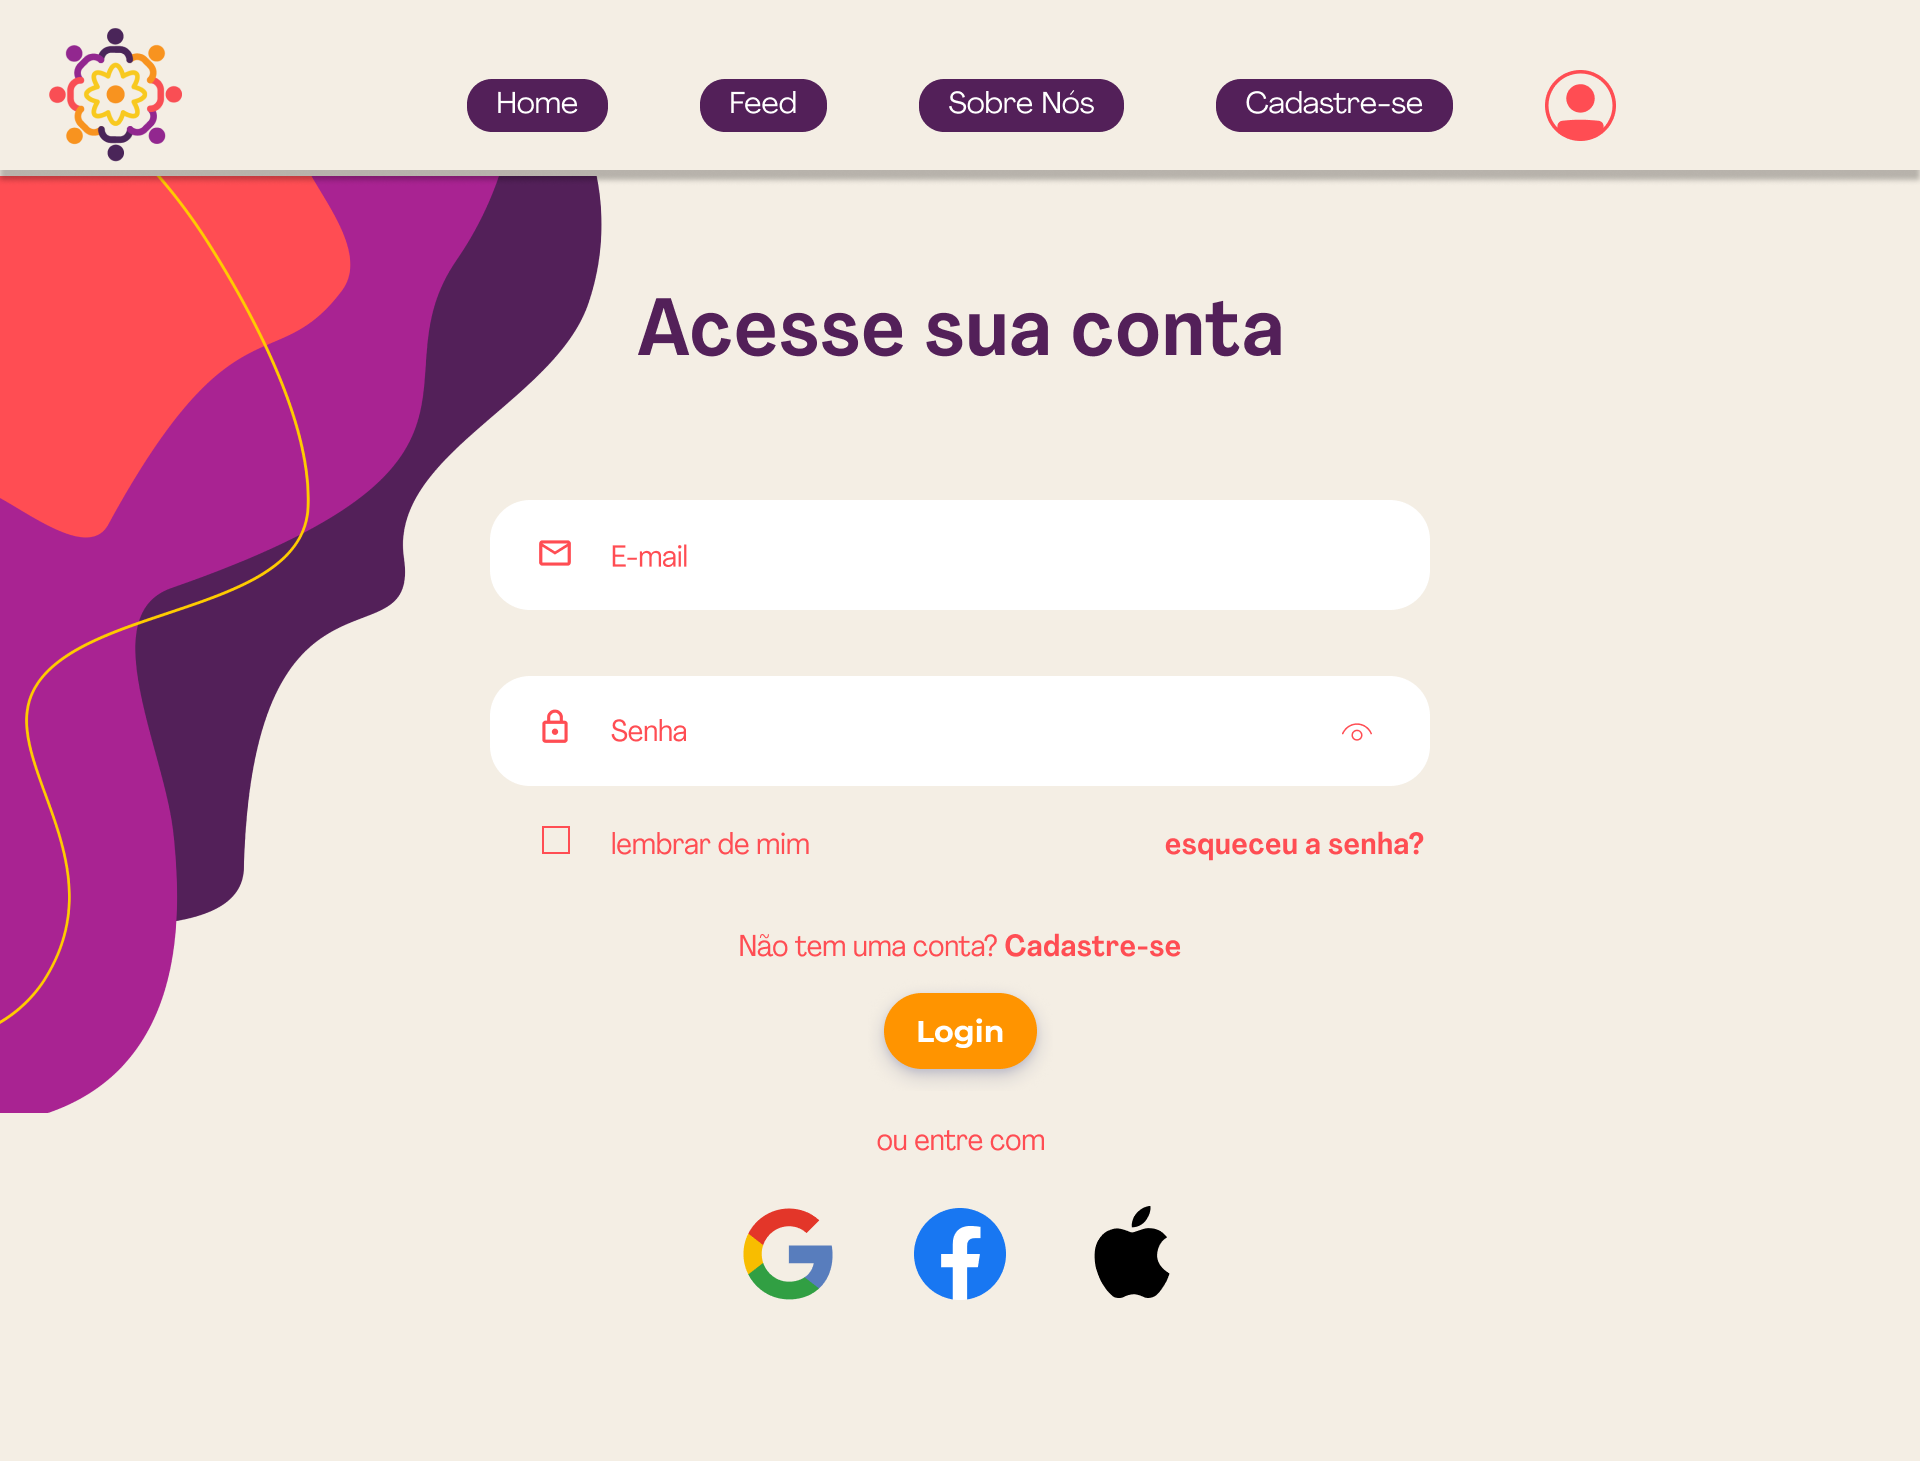 Home
Feed
Sobre Nós
Cadastre-se
Acesse sua conta
E-mail
Senha
lembrar de mim
esqueceu a senha?
Não tem uma conta? Cadastre-se
Login
ou entre com